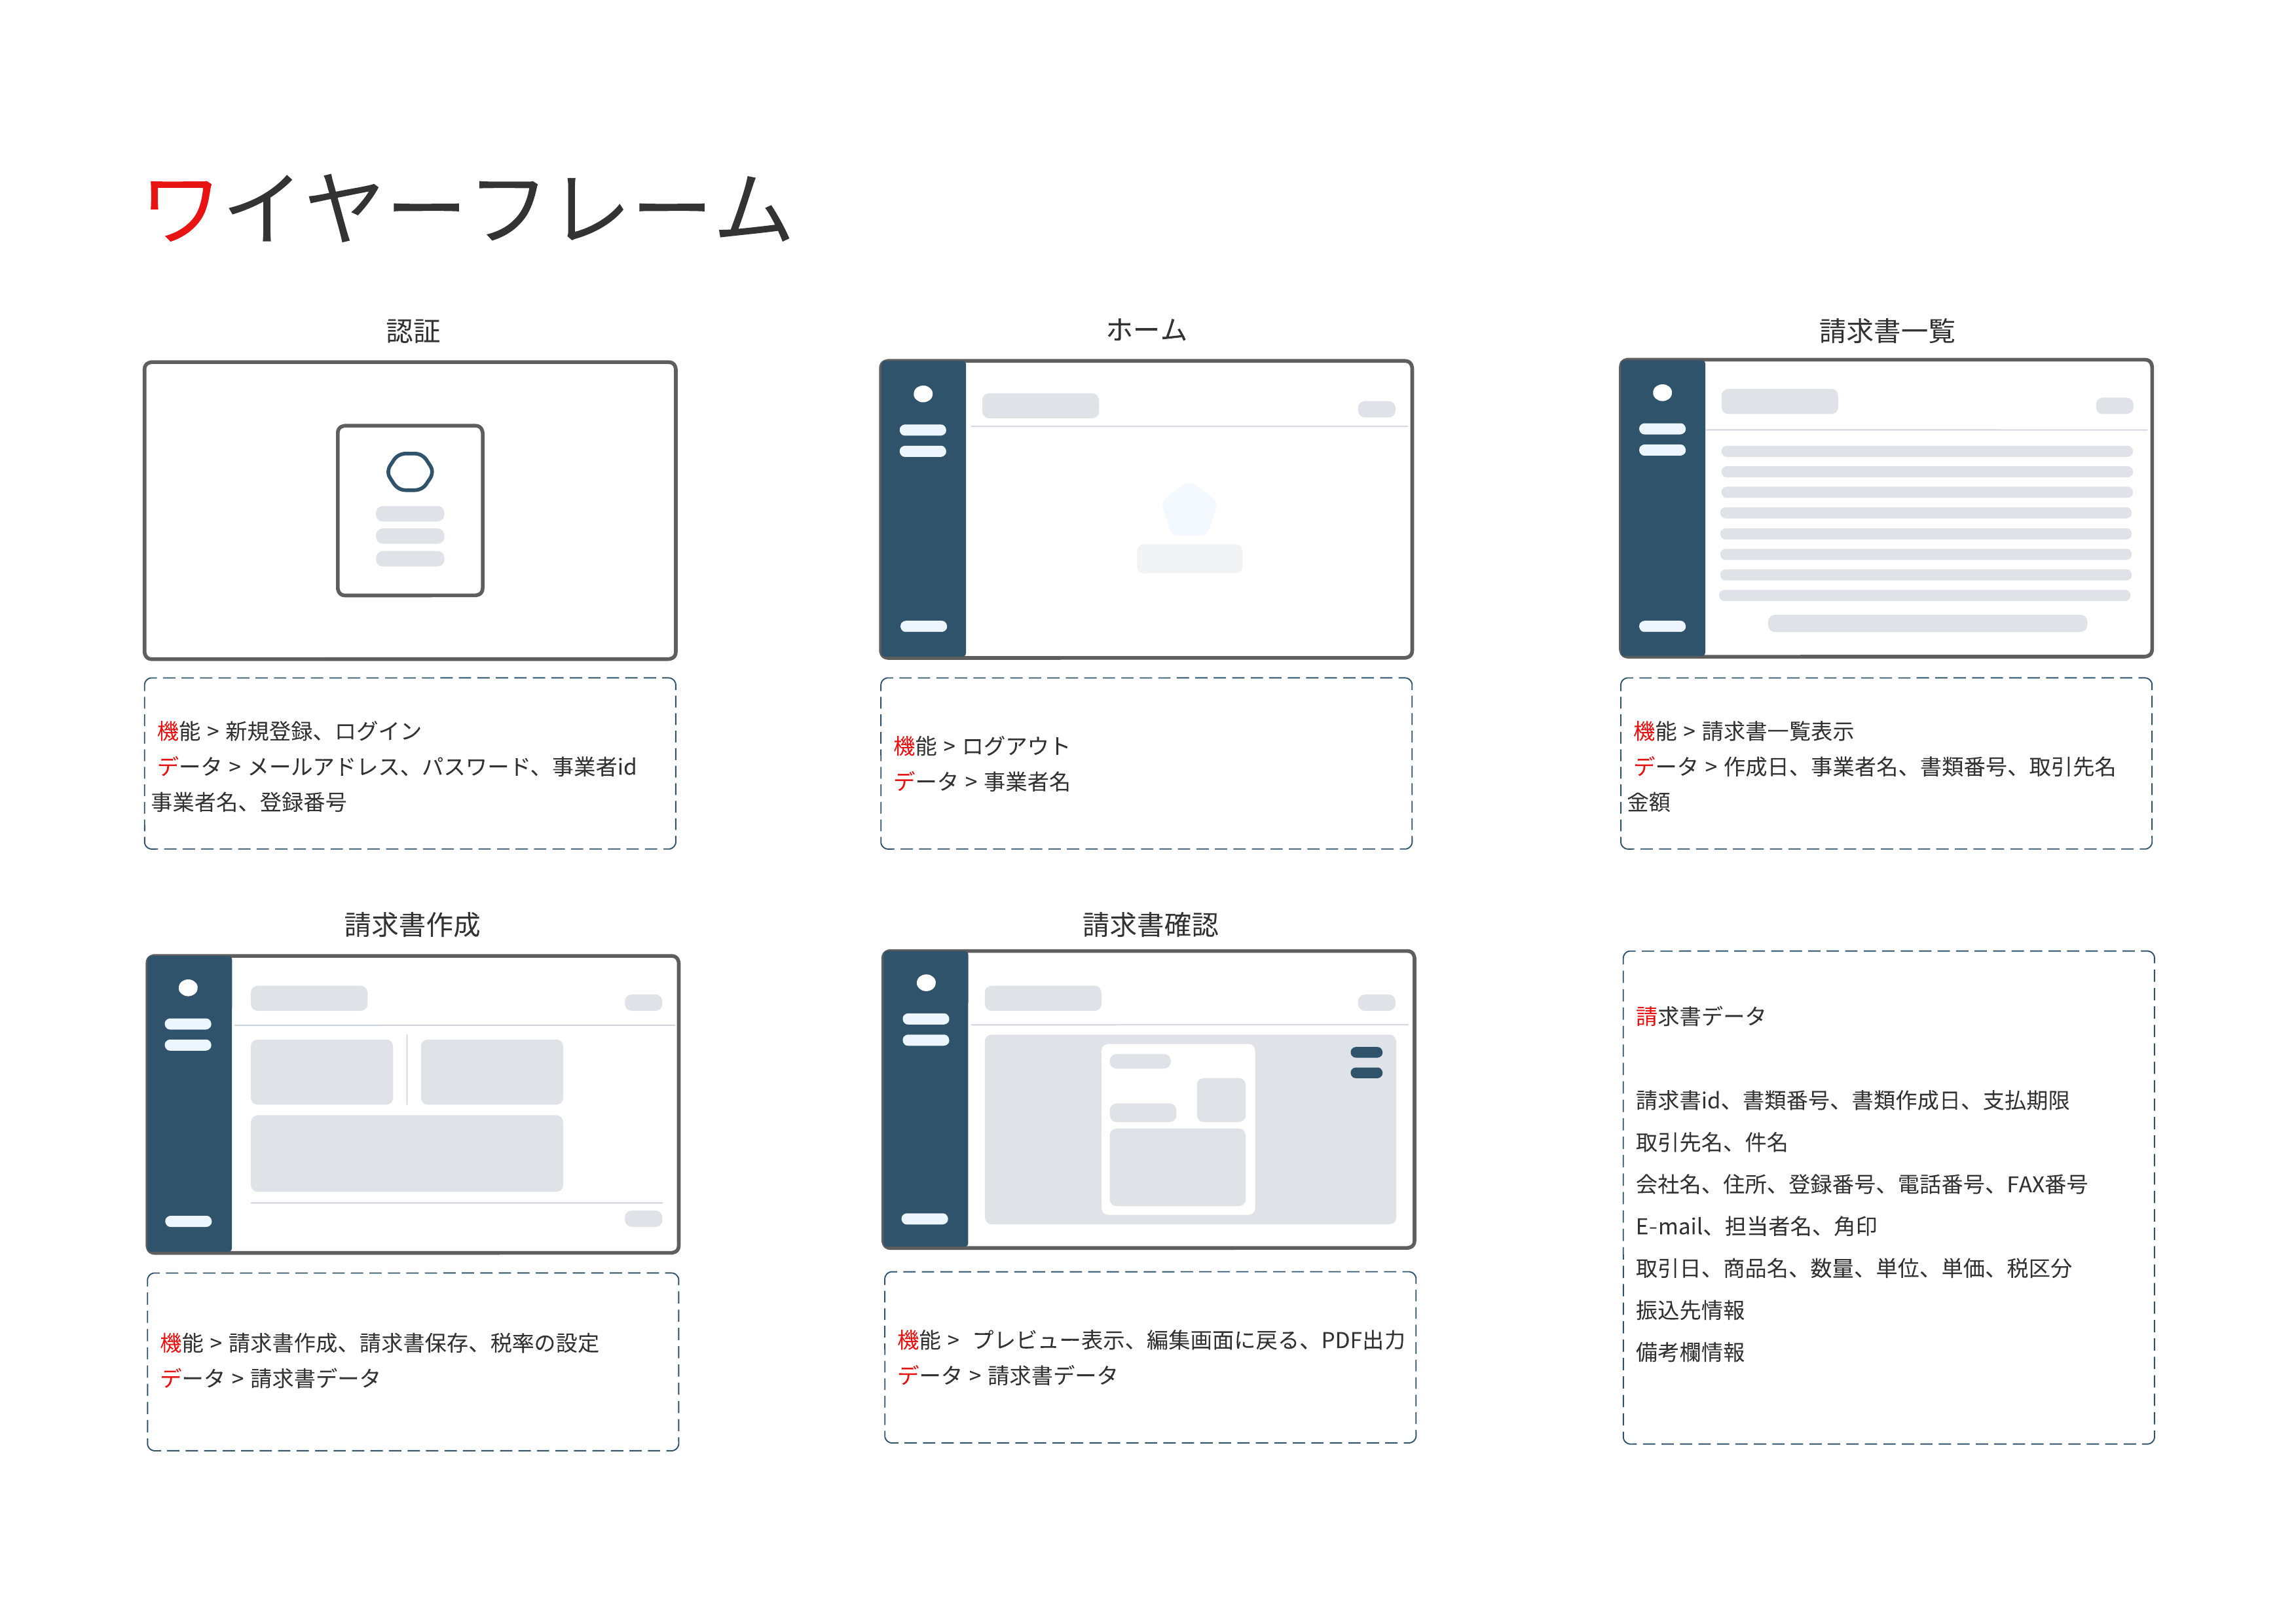 ワイヤーフレーム
認証
ホーム
請求書一覧
機能 > 新規登録、ログイン
データ > メールアドレス、パスワード、事業者id
事業者名、登録番号
機能 > ログアウト
データ > 事業者名
機能 > 請求書一覧表示
データ > 作成日、事業者名、書類番号、取引先名
金額
請求書作成
請求書確認
機能 > 請求書作成、請求書保存、税率の設定
データ > 請求書データ
機能 > プレビュー表示、編集画面に戻る、PDF出力
データ > 請求書データ
請求書データ
請求書id、書類番号、書類作成日、支払期限
取引先名、件名
会社名、住所、登録番号、電話番号、FAX番号
E-mail、担当者名、角印
取引日、商品名、数量、単位、単価、税区分
振込先情報
備考欄情報